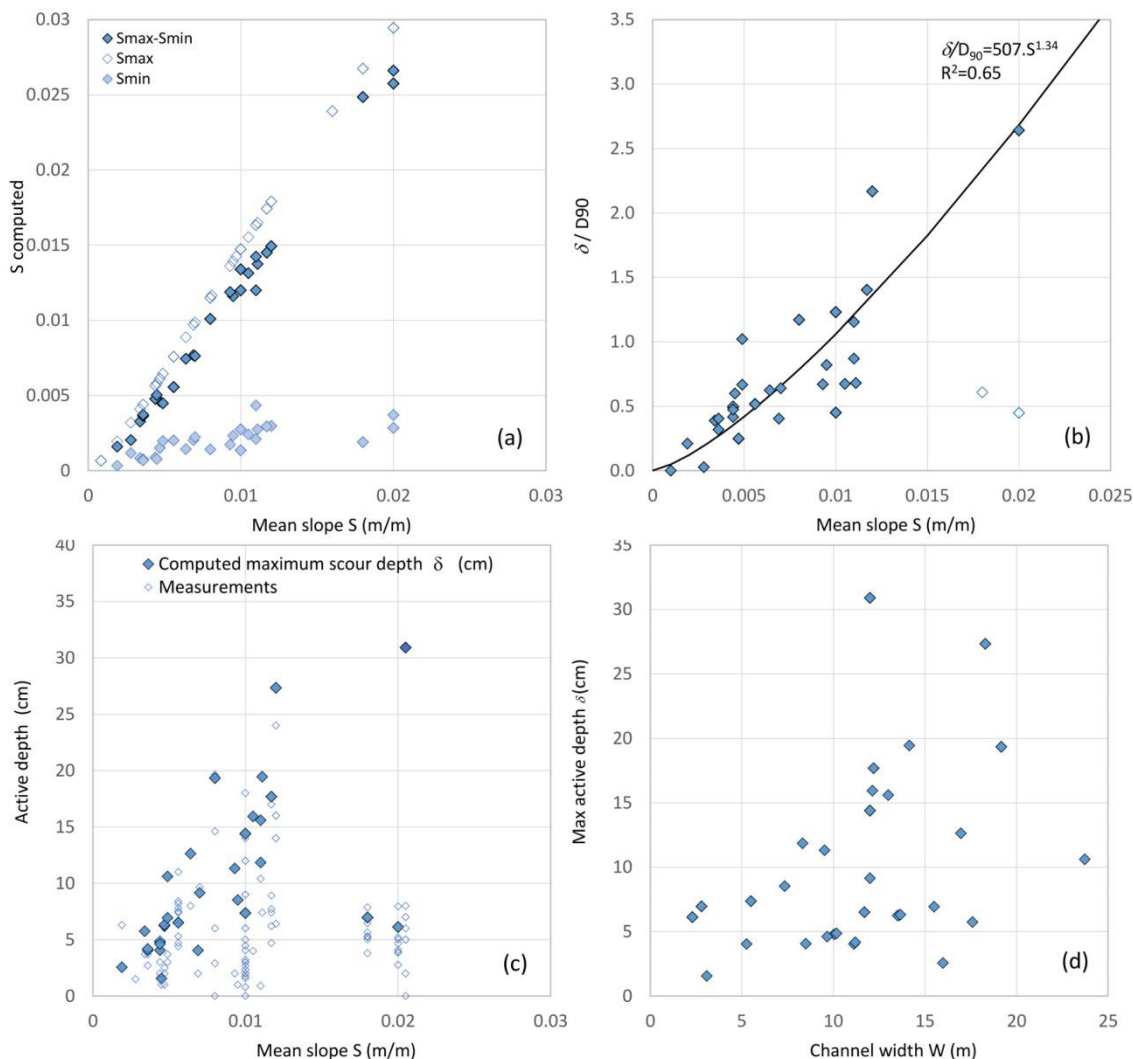 0.03
0.025
0.02
0.015
0.01
0.005
0
S computed
Smax-Smin
Smax
Smin
(a)
0
0.01
0.02
0.03
Mean slope S (m/m)
3.5
3.0
2.5
2.0
1.5
1.0
0.5
0.0
δ / D90
δ/D₉₀=507.S^1.34
R²=0.65
(b)
0
0.005
0.01
0.015
0.02
0.025
Mean slope S (m/m)
40
35
30
25
20
15
10
5
0
Active depth (cm)
Computed maximum scour depth δ (cm)
Measurements
(c)
0
0.01
0.02
0.03
Mean slope S (m/m)
35
30
25
20
15
10
5
0
Max active depth δ (cm)
(d)
0
5
10
15
20
25
Channel width W (m)